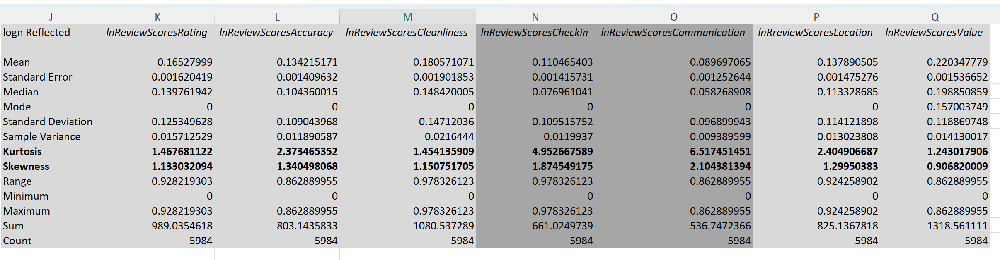 J K L M N O P Q
logn Reflected lnReviewScoresRating lnReviewScoresAccuracy lnReviewScoresCleanliness lnReviewScoresCheckin lnReviewScoresCommunication lnRreviewScoresLocation lnReviewScoresValue
Mean 0.16527999 0.134215171 0.180571071 0.110465403 0.089697065 0.137890505 0.220347779
Standard Error 0.001620419 0.001409632 0.001901853 0.001415731 0.001252644 0.001475276 0.001536652
Median 0.139761942 0.104360015 0.148420005 0.076961041 0.058268908 0.113328685 0.198850859
Mode 0 0 0 0 0 0 0.157003749
Standard Deviation 0.125349628 0.109043968 0.14712036 0.109515752 0.096899943 0.114121898 0.118869748
Sample Variance 0.015712529 0.011890587 0.0216444 0.0119937 0.009389599 0.013023808 0.014130017
Kurtosis 1.467681122 2.373465352 1.454135909 4.952667589 6.517451451 2.404906687 1.243017906
Skewness 1.133032094 1.340498068 1.150751705 1.874549175 2.104381394 1.29950383 0.906820009
Range 0.928219303 0.862889955 0.978326123 0.978326123 0.862889955 0.924258902 0.862889955
Minimum 0 0 0 0 0 0 0
Maximum 0.928219303 0.862889955 0.978326123 0.978326123 0.862889955 0.924258902 0.862889955
Sum 989.0354618 803.1435833 1080.537289 661.0249739 536.7472366 825.1367818 1318.561111
Count 5984 5984 5984 5984 5984 5984 5984